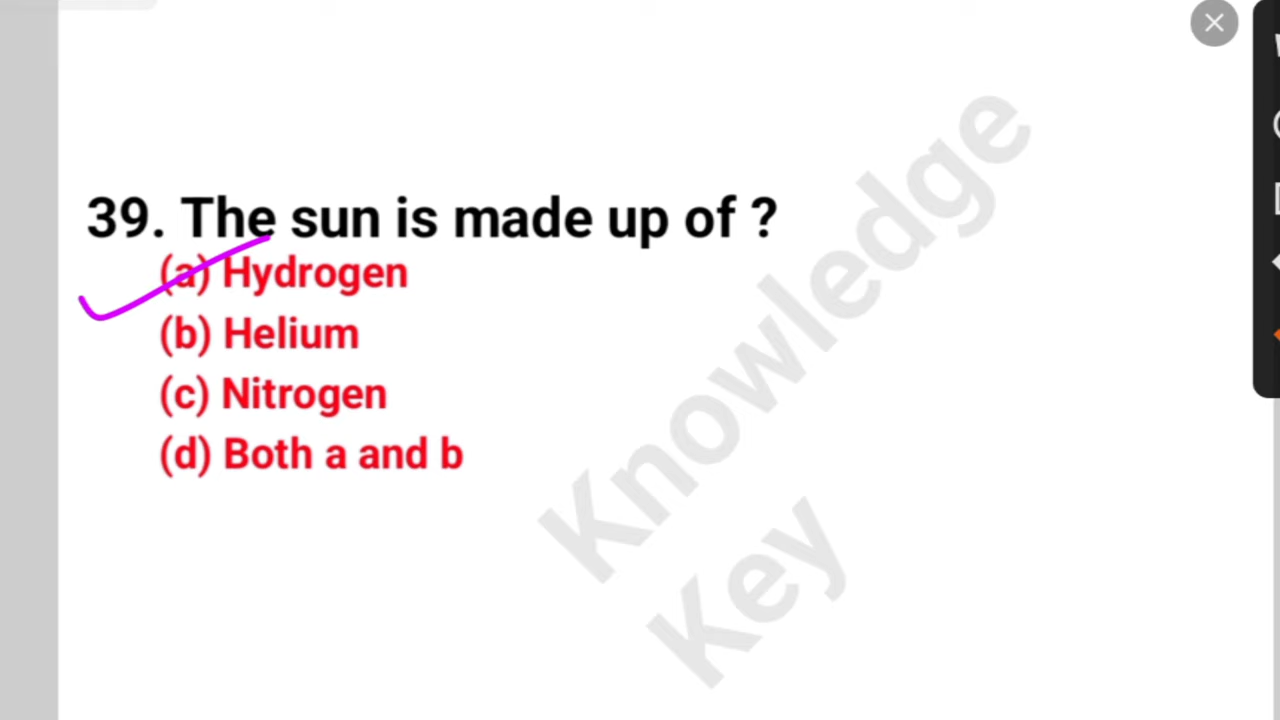 39. The sun is made up of ?
(a) Hydrogen
(b) Helium
(c) Nitrogen
(d) Both a and b
Knowledge
Key